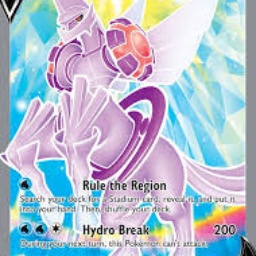 Rule the Region
Search your deck for a Stadium card, reveal it, and put it
into your hand. Then, shuffle your deck.
Hydro Break 200
During your next turn, this Pokémon can't attack.